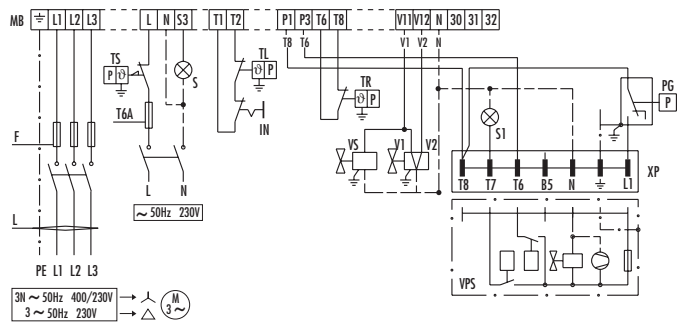 MB ⏚ L1 L2 L3 L N S3 T1 T2 P1 P3 T6 T8 V11 V12 N 30 31 32
T8 T6 V1 V2 N
TS P ϑ S
TL ϑ P
TR ϑ P
PG P
T6A
IN
F
VS V1 V2
S1
L N
~ 50Hz 230V
T8 T7 T6 B5 N ⏚ L1 XP
L
PE L1 L2 L3
VPS
3N ~ 50Hz 400/230V
3 ~ 50Hz 230V
M
3~